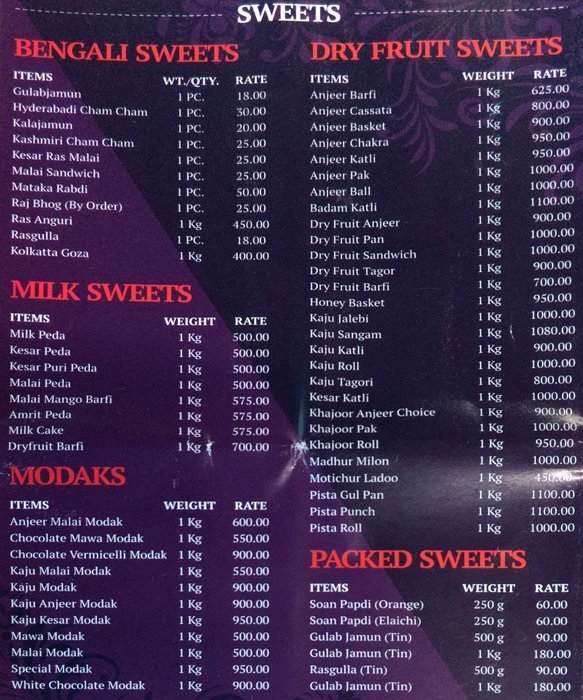 SWEETS
BENGALI SWEETS
ITEMS WT./QTY. RATE
Gulabjamun 1 PC. 18.00
Hyderabadi Cham Cham 1 PC. 30.00
Kalajamun 1 PC. 20.00
Kashmiri Cham Cham 1 PC. 25.00
Kesar Ras Malai 1 PC. 25.00
Malai Sandwich 1 PC. 25.00
Mataka Rabdi 1 PC. 50.00
Raj Bhog (By Order) 1 PC. 25.00
Ras Anguri 1 Kg 450.00
Rasgulla 1 PC. 18.00
Kolkatta Goza 1 Kg 400.00
MILK SWEETS
ITEMS WEIGHT RATE
Milk Peda 1 Kg 500.00
Kesar Peda 1 Kg 500.00
Kesar Puri Peda 1 Kg 500.00
Malai Peda 1 Kg 500.00
Malai Mango Barfi 1 Kg 575.00
Amrit Peda 1 Kg 575.00
Milk Cake 1 Kg 575.00
Dryfruit Barfi 1 Kg 700.00
MODAKS
ITEMS WEIGHT RATE
Anjeer Malai Modak 1 Kg 600.00
Chocolate Mawa Modak 1 Kg 550.00
Chocolate Vermicelli Modak 1 Kg 900.00
Kaju Malai Modak 1 Kg 550.00
Kaju Modak 1 Kg 900.00
Kaju Anjeer Modak 1 Kg 900.00
Kaju Kesar Modak 1 Kg 950.00
Mawa Modak 1 Kg 500.00
Malai Modak 1 Kg 500.00
Special Modak 1 Kg 950.00
White Chocolate Modak 1 Kg 900.00
DRY FRUIT SWEETS
ITEMS WEIGHT RATE
Anjeer Barfi 1 Kg 625.00
Anjeer Cassata 1 Kg 800.00
Anjeer Basket 1 Kg 900.00
Anjeer Chakra 1 Kg 950.00
Anjeer Katli 1 Kg 950.00
Anjeer Pak 1 Kg 1000.00
Anjeer Ball 1 Kg 1000.00
Badam Katli 1 Kg 1100.00
Dry Fruit Anjeer 1 Kg 900.00
Dry Fruit Pan 1 Kg 1000.00
Dry Fruit Sandwich 1 Kg 1000.00
Dry Fruit Tagor 1 Kg 900.00
Dry Fruit Barfi 1 Kg 700.00
Honey Basket 1 Kg 950.00
Kaju Jalebi 1 Kg 1000.00
Kaju Sangam 1 Kg 1080.00
Kaju Katli 1 Kg 900.00
Kaju Roll 1 Kg 1000.00
Kaju Tagori 1 Kg 800.00
Kesar Katli 1 Kg 1000.00
Khajoor Anjeer Choice 1 Kg 900.00
Khajoor Pak 1 Kg 1000.00
Khajoor Roll 1 Kg 950.00
Madhur Milon 1 Kg 1000.00
Motichur Ladoo 1 Kg 450.00
Pista Gul Pan 1 Kg 1100.00
Pista Punch 1 Kg 1100.00
Pista Roll 1 Kg 1000.00
PACKED SWEETS
ITEMS WEIGHT RATE
Soan Papdi (Orange) 250 g 60.00
Soan Papdi (Elaichi) 250 g 60.00
Gulab Jamun (Tin) 500 g 90.00
Gulab Jamun (Tin) 1 Kg 180.00
Rasgulla (Tin) 500 g 90.00
Gulab Jamun (Tin) 1 Kg 180.00